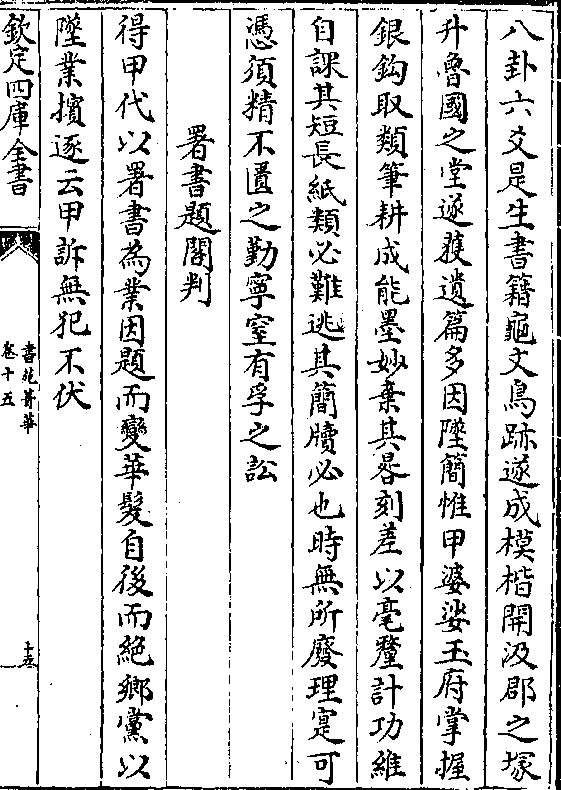 八卦六爻是生書籍龜文鳥跡遂成模楷開汲郡之塚
升魯國之堂遂獲遺篇多因墜簡惟甲婆娑玉府掌握
銀鈎取類筆耕成能墨妙棄其晷刻差以毫釐計功維
自課其短長紙類必難逃其簡牘必也時無所廢理寔可
憑須精不匱之勤寧窒有孚之訟
署書題閣判
得甲代以署書為業因題而變華髮自後而絶鄉黨以
墜業擯逐云甲訴無犯不伏
欽定四庫全書
書苑菁華
卷十五
十五